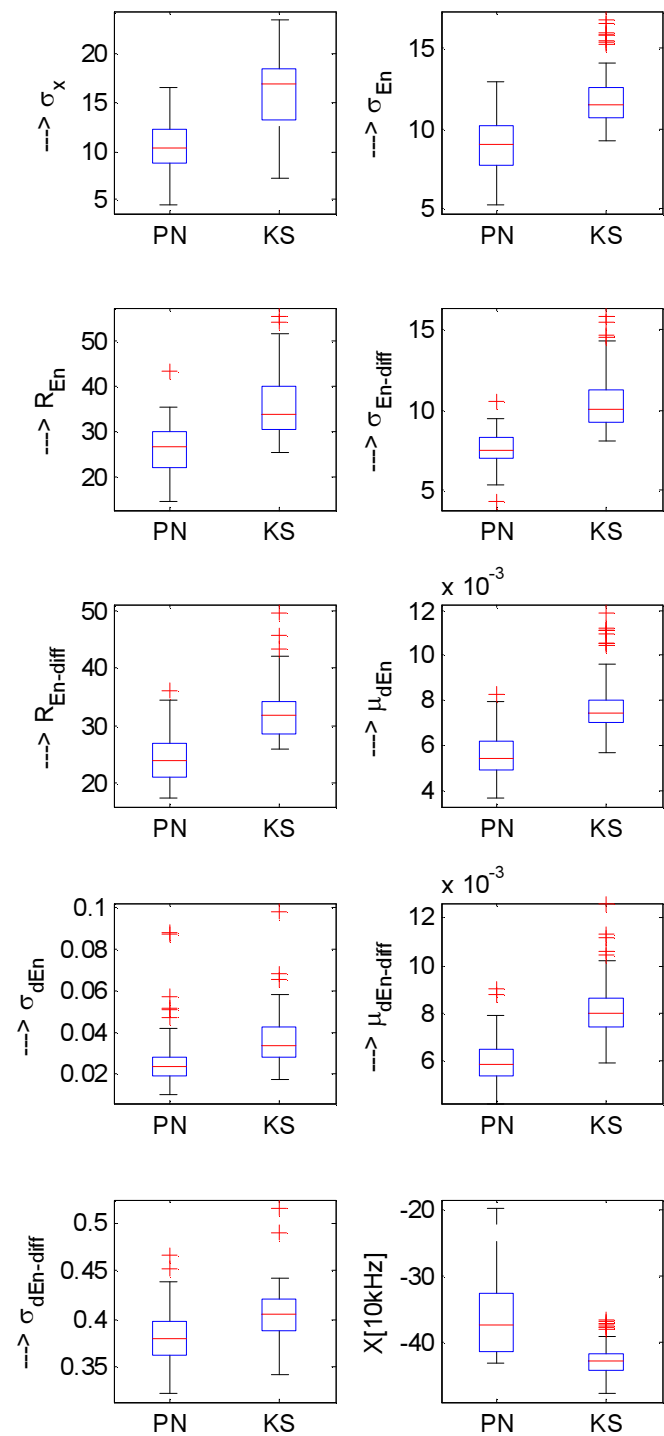 20
15
10
5
---> σx
PN KS
15
10
5
---> σEn
PN KS
50
40
30
20
---> REn
PN KS
15
10
5
---> σEn-diff
PN KS
50
40
30
20
---> REn-diff
PN KS
x 10-3
12
10
8
6
4
---> μdEn
PN KS
0.1
0.08
0.06
0.04
0.02
---> σdEn
PN KS
x 10-3
12
10
8
6
---> μdEn-diff
PN KS
0.5
0.45
0.4
0.35
---> σdEn-diff
PN KS
-20
-30
-40
X[10kHz]
PN KS